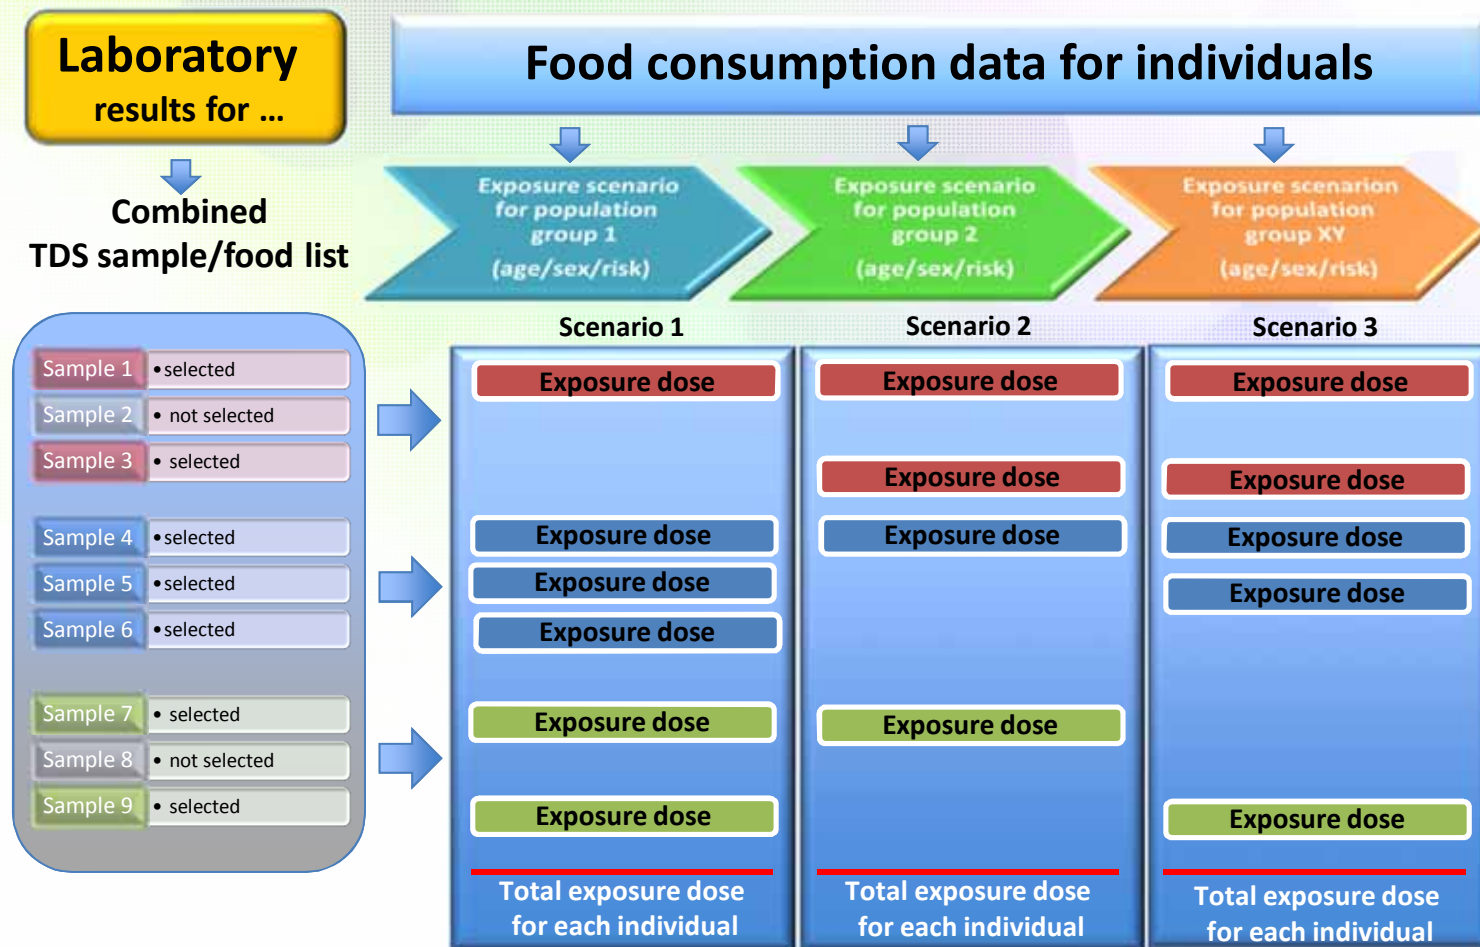 Laboratory
results for ...
Food consumption data for individuals
Combined
TDS sample/food list
Exposure scenario
for population
group 1
(age/sex/risk)
Exposure scenario
for population
group 2
(age/sex/risk)
Exposure scenarion
for population
group XY
(age/sex/risk)
Scenario 1
Scenario 2
Scenario 3
Sample 1 •selected
Sample 2 • not selected
Sample 3 • selected
Sample 4 •selected
Sample 5 •selected
Sample 6 •selected
Sample 7 • selected
Sample 8 • not selected
Sample 9 • selected
Exposure dose
Exposure dose
Exposure dose
Exposure dose
Exposure dose
Exposure dose
Total exposure dose
for each individual
Exposure dose
Exposure dose
Exposure dose
Exposure dose
Total exposure dose
for each individual
Exposure dose
Exposure dose
Exposure dose
Exposure dose
Exposure dose
Total exposure dose
for each individual